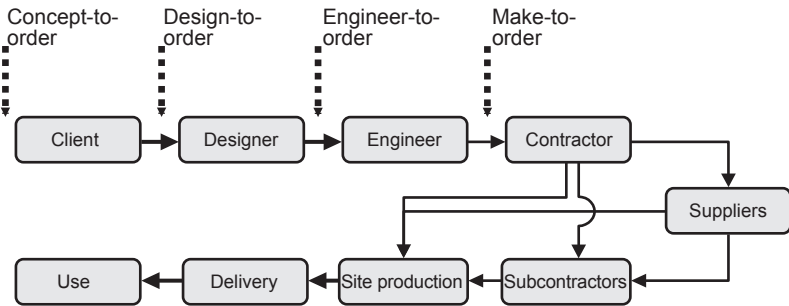 Concept-to-
order
Design-to-
order
Engineer-to-
order
Make-to-
order
Client
Designer
Engineer
Contractor
Suppliers
Use
Delivery
Site production
Subcontractors